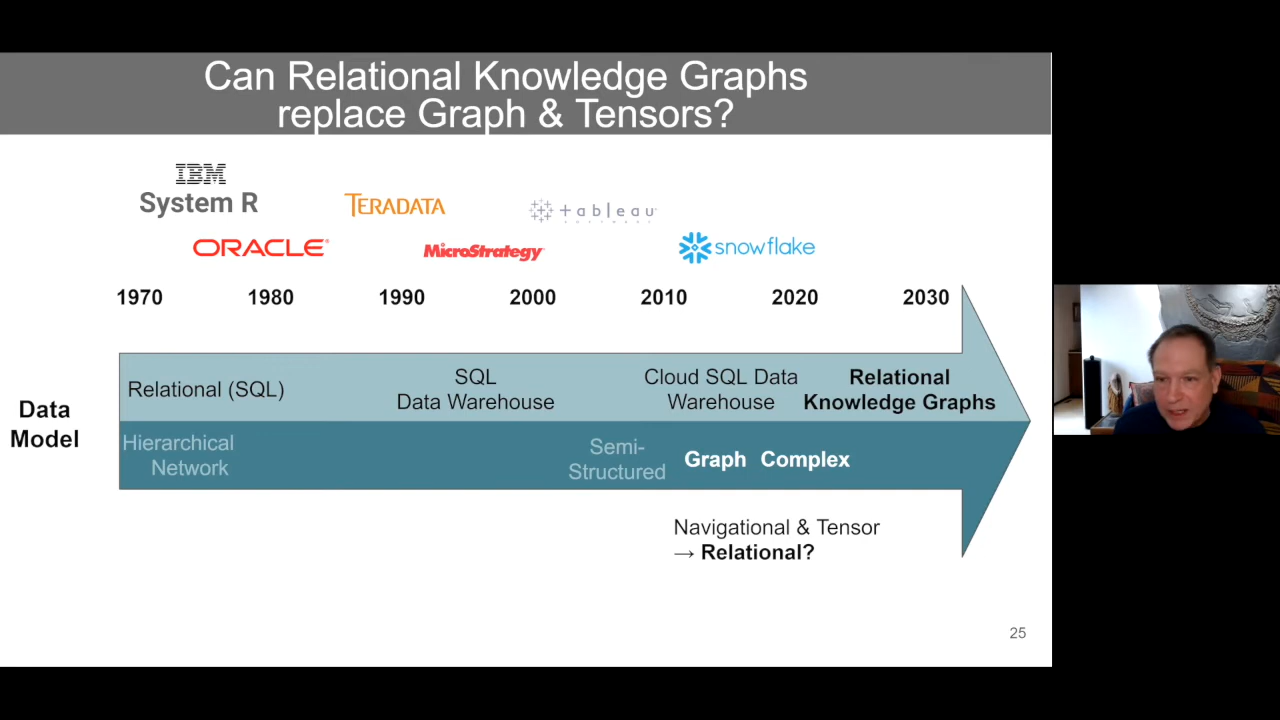 Can Relational Knowledge Graphs
replace Graph & Tensors?
IBM
System R
TERADATA
tableau
ORACLE
MicroStrategy
snowflake
1970 1980 1990 2000 2010 2020 2030
Data
Model
Relational (SQL)
SQL
Data Warehouse
Cloud SQL Data
Warehouse
Relational
Knowledge Graphs
Hierarchical
Network
Semi-
Structured
Graph Complex
Navigational & Tensor
→ Relational?
25